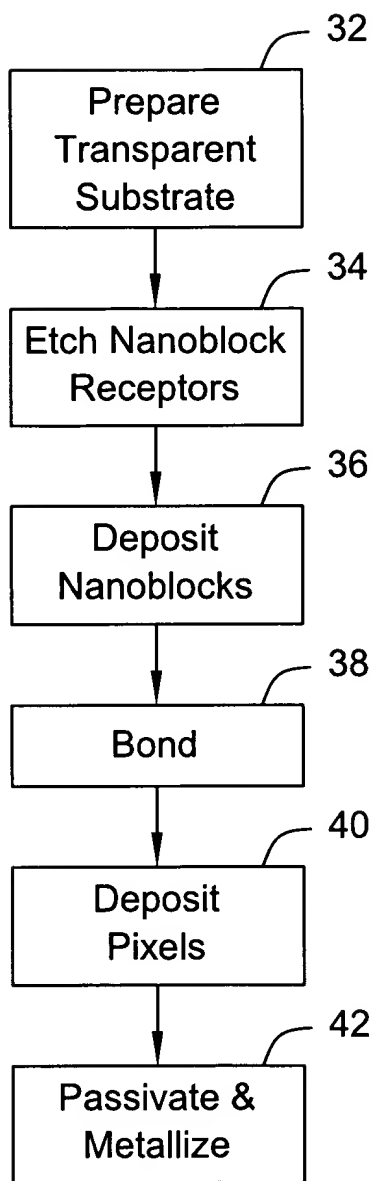 32
Prepare
Transparent
Substrate
34
Etch Nanoblock
Receptors
36
Deposit
Nanoblocks
38
Bond
40
Deposit
Pixels
42
Passivate &
Metallize